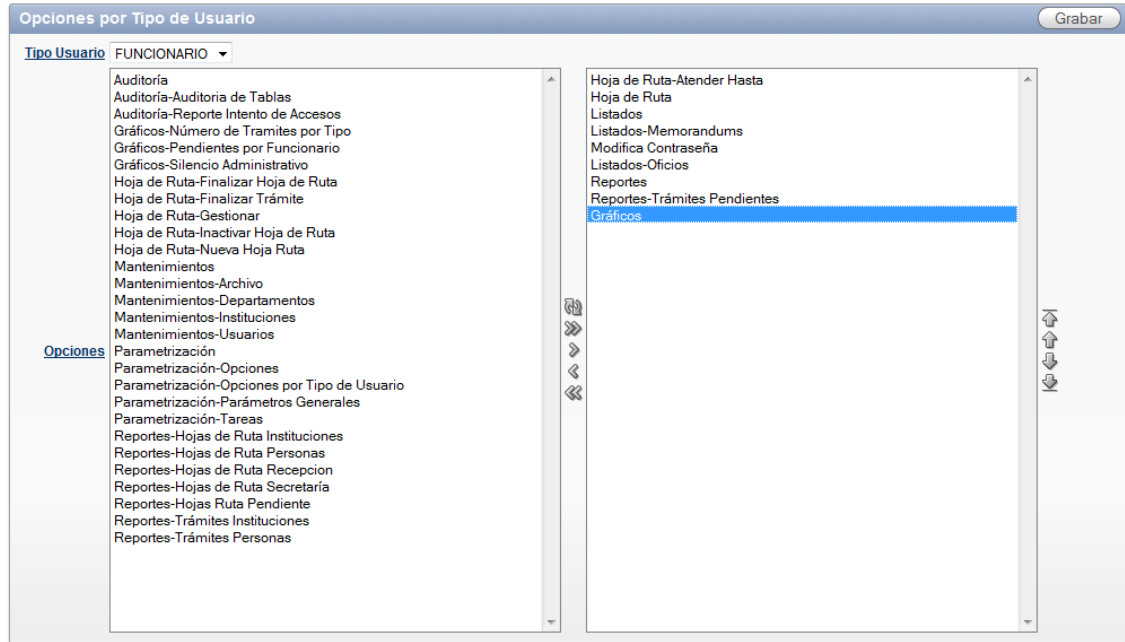 Opciones por Tipo de Usuario
Grabar
Tipo Usuario FUNCIONARIO
Opciones
Auditoría
Auditoría-Auditoria de Tablas
Auditoría-Reporte Intento de Accesos
Gráficos-Número de Tramites por Tipo
Gráficos-Pendientes por Funcionario
Gráficos-Silencio Administrativo
Hoja de Ruta-Finalizar Hoja de Ruta
Hoja de Ruta-Finalizar Trámite
Hoja de Ruta-Gestionar
Hoja de Ruta-Inactivar Hoja de Ruta
Hoja de Ruta-Nueva Hoja Ruta
Mantenimientos
Mantenimientos-Archivo
Mantenimientos-Departamentos
Mantenimientos-Instituciones
Mantenimientos-Usuarios
Parametrización
Parametrización-Opciones
Parametrización-Opciones por Tipo de Usuario
Parametrización-Parámetros Generales
Parametrización-Tareas
Reportes-Hojas de Ruta Instituciones
Reportes-Hojas de Ruta Personas
Reportes-Hojas de Ruta Recepcion
Reportes-Hojas de Ruta Secretaría
Reportes-Hojas Ruta Pendiente
Reportes-Trámites Instituciones
Reportes-Trámites Personas
Hoja de Ruta-Atender Hasta
Hoja de Ruta
Listados
Listados-Memorandums
Modifica Contraseña
Listados-Oficios
Reportes
Reportes-Trámites Pendientes
Gráficos